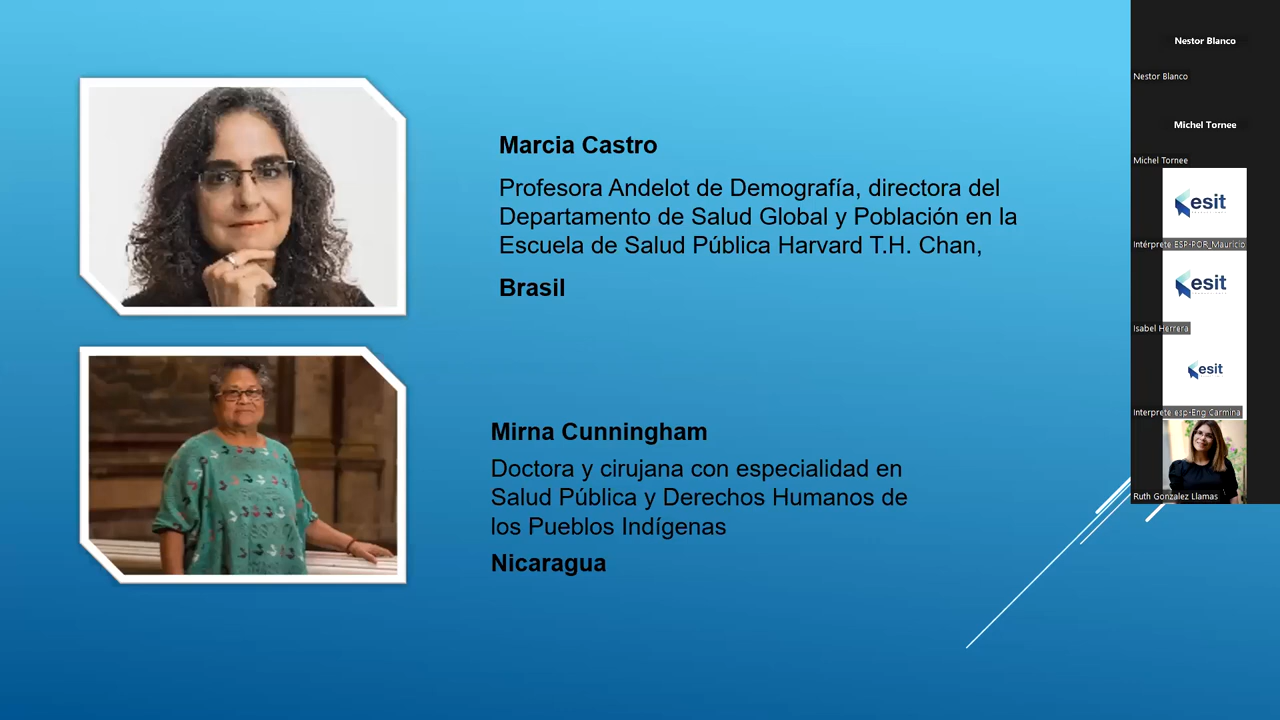 Marcia Castro
Profesora Andelot de Demografía, directora del
Departamento de Salud Global y Población en la
Escuela de Salud Pública Harvard T.H. Chan,
Brasil
Mirna Cunningham
Doctora y cirujana con especialidad en
Salud Pública y Derechos Humanos de
los Pueblos Indígenas
Nicaragua
Nestor Blanco
Nestor Blanco
Michel Tornee
Michel Tornee
esit
Intérprete ESP-POR_Mauricio
esit
Isabel Herrera
esit
Interprete esp-Eng Carmina
Ruth Gonzalez Llamas